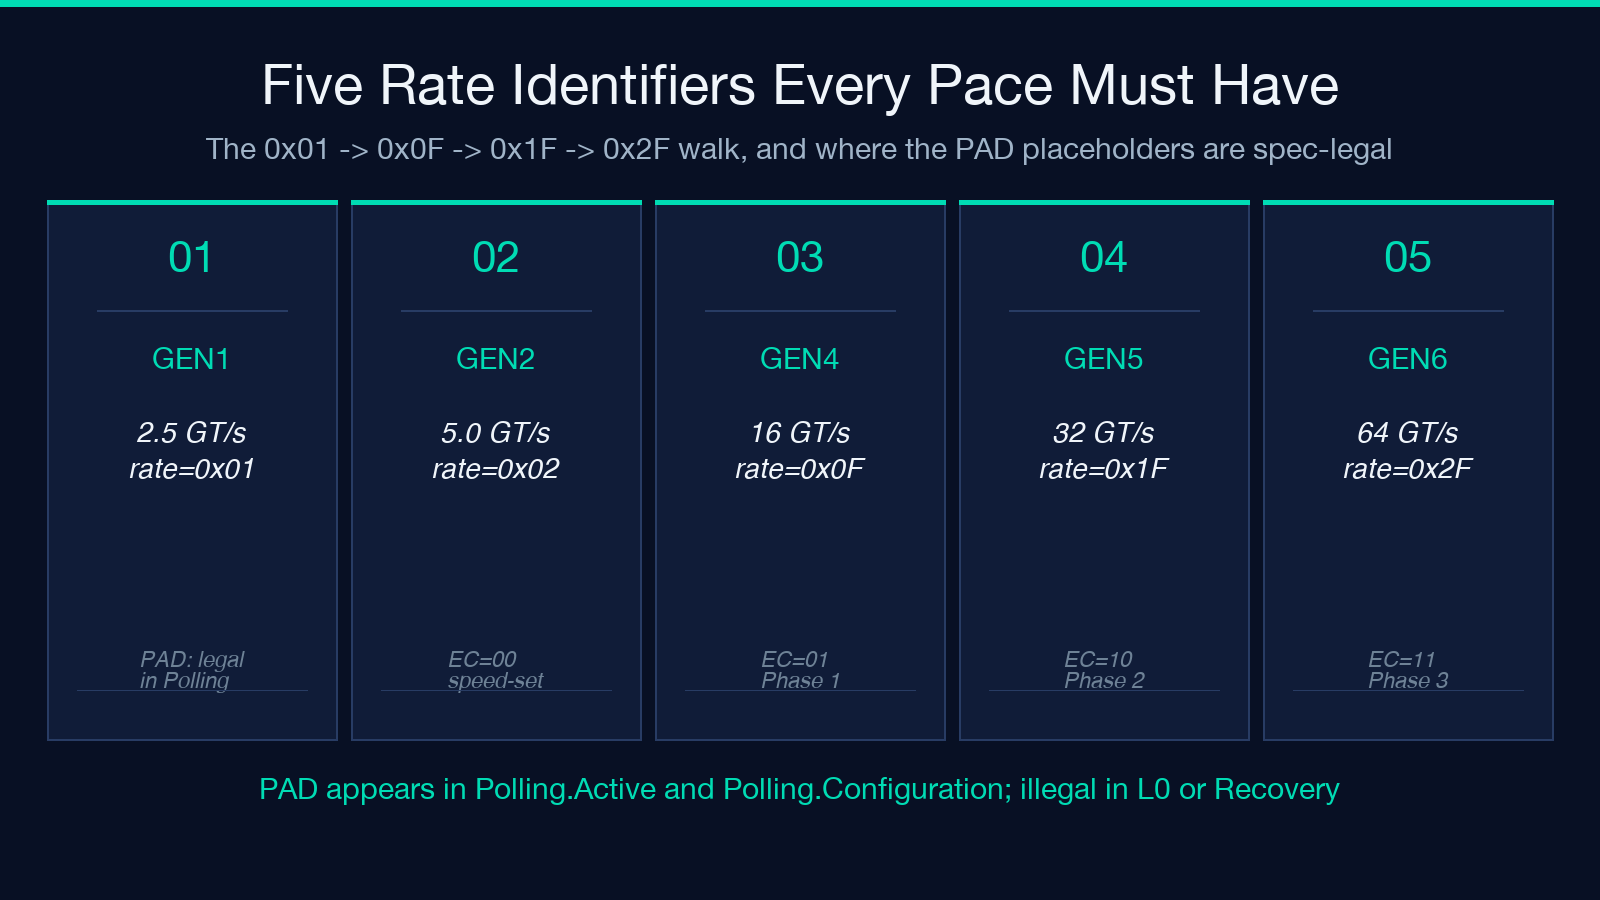 Five Rate Identifiers Every Pace Must Have
The 0x01 -> 0x0F -> 0x1F -> 0x2F walk, and where the PAD placeholders are spec-legal
01
GEN1
2.5 GT/s
rate=0x01
PAD: legal
in Polling
02
GEN2
5.0 GT/s
rate=0x02
EC=00
speed-set
03
GEN4
16 GT/s
rate=0x0F
EC=01
Phase 1
04
GEN5
32 GT/s
rate=0x1F
EC=10
Phase 2
05
GEN6
64 GT/s
rate=0x2F
EC=11
Phase 3
PAD appears in Polling.Active and Polling.Configuration; illegal in L0 or Recovery